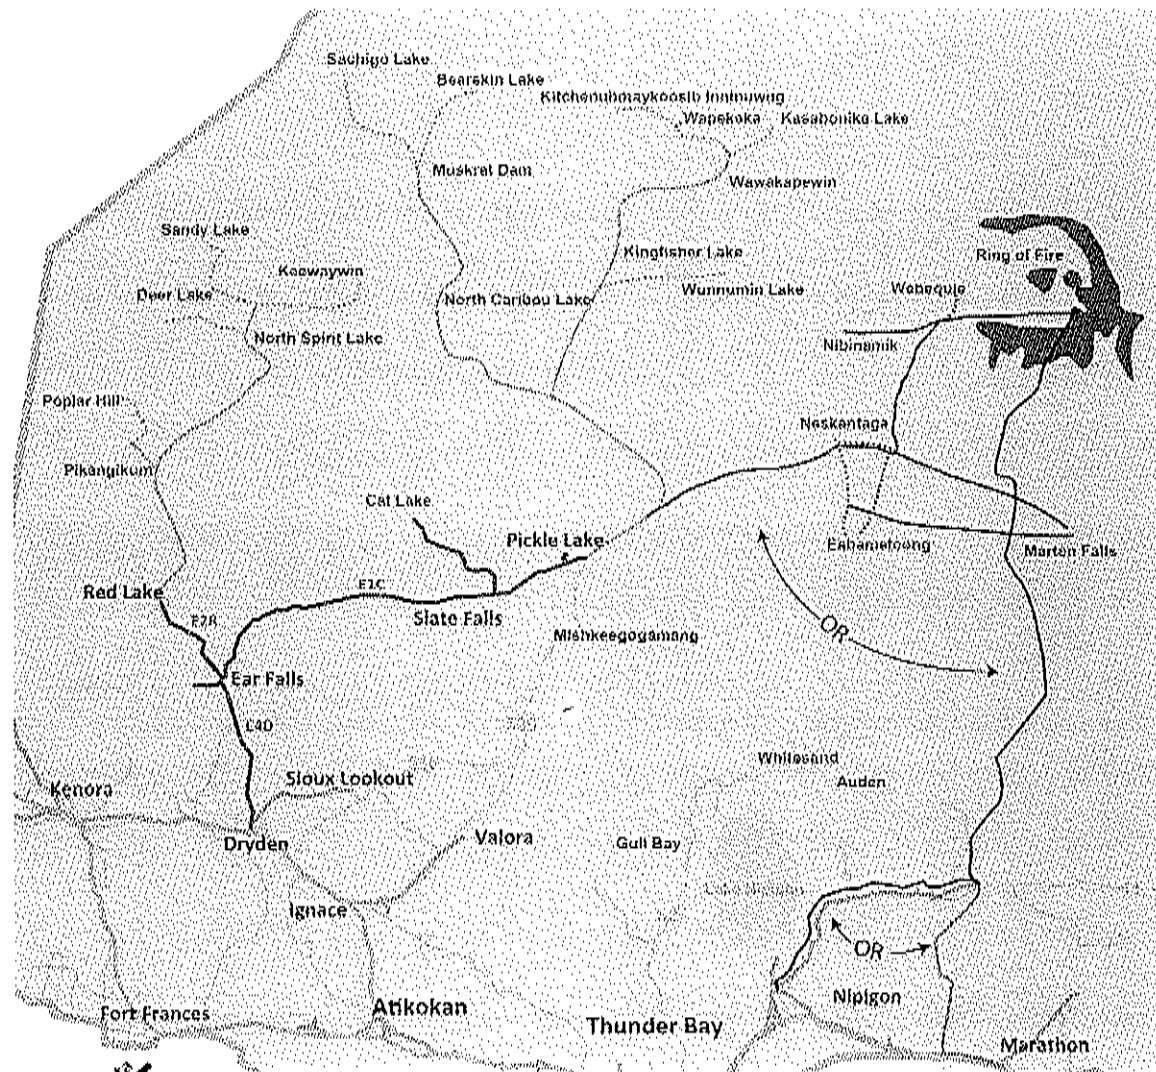 Sachigo Lake
Bearskin Lake
Kitchenuhmaykoosib Inninuwug
Wapekeka
Kasabonika Lake
Muskrat Dam
Wawakapewin
Sandy Lake
Kingfisher Lake
Ring of Fire
Keewaywin
Wunnumin Lake
Webequie
Deer Lake
North Caribou Lake
North Spirit Lake
Nibinamik
Poplar Hill
Neskantaga
Pikangikum
Cat Lake
Pickle Lake
Eabametoong
Marten Falls
E1C
Red Lake
E2R
Slate Falls
OR
Mishkeegogamang
Ear Falls
E4D
Whitesand
Sioux Lookout
Auden
Kenora
Valora
Dryden
Gull Bay
Ignace
OR
Nipigon
Atikokan
Fort Frances
Thunder Bay
Marathon